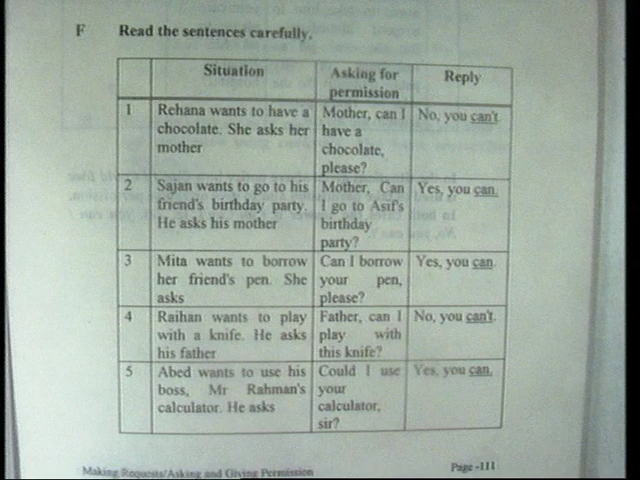 F Read the sentences carefully.
Situation Asking for permission Reply
1 Rehana wants to have a Mother, can I No, you can't.
chocolate. She asks her have a
mother chocolate,
please?
2 Sajan wants to go to his Mother, Can Yes, you can.
friend's birthday party. I go to Asif's
He asks his mother birthday
party?
3 Mita wants to borrow Can I borrow Yes, you can.
her friend's pen. She your pen,
asks please?
4 Raihan wants to play Father, can I No, you can't.
with a knife. He asks play with
his father this knife?
5 Abed wants to use his Could I use Yes, you can.
boss, Mr Rahman's your
calculator. He asks calculator,
sir?
Making Requests/Asking and Giving Permission Page -111